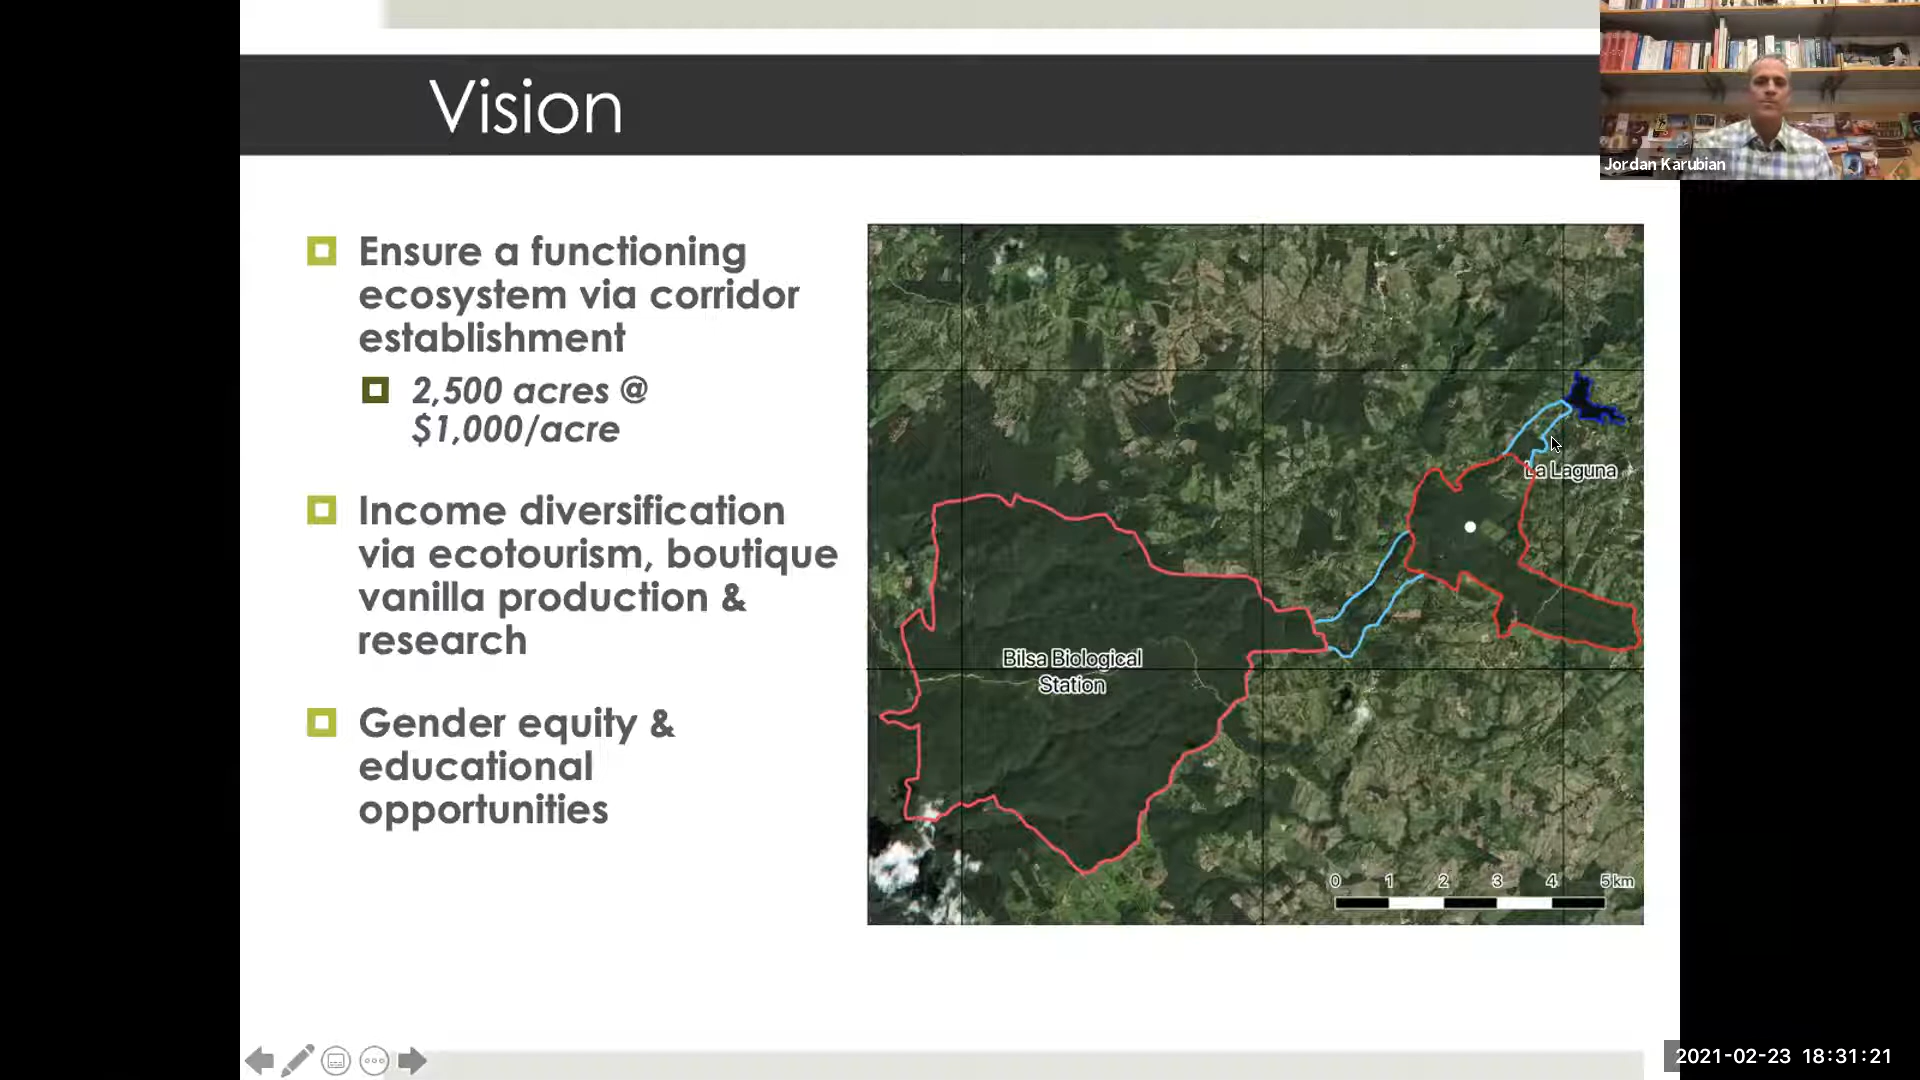 Vision
Jordan Karubian
Ensure a functioning
ecosystem via corridor
establishment
2,500 acres @
$1,000/acre
Income diversification
via ecotourism, boutique
vanilla production &
research
Gender equity &
educational
opportunities
La Laguna
Bilsa Biological
Station
0 1 2 3 4 5 km
2021-02-23 18:31:21